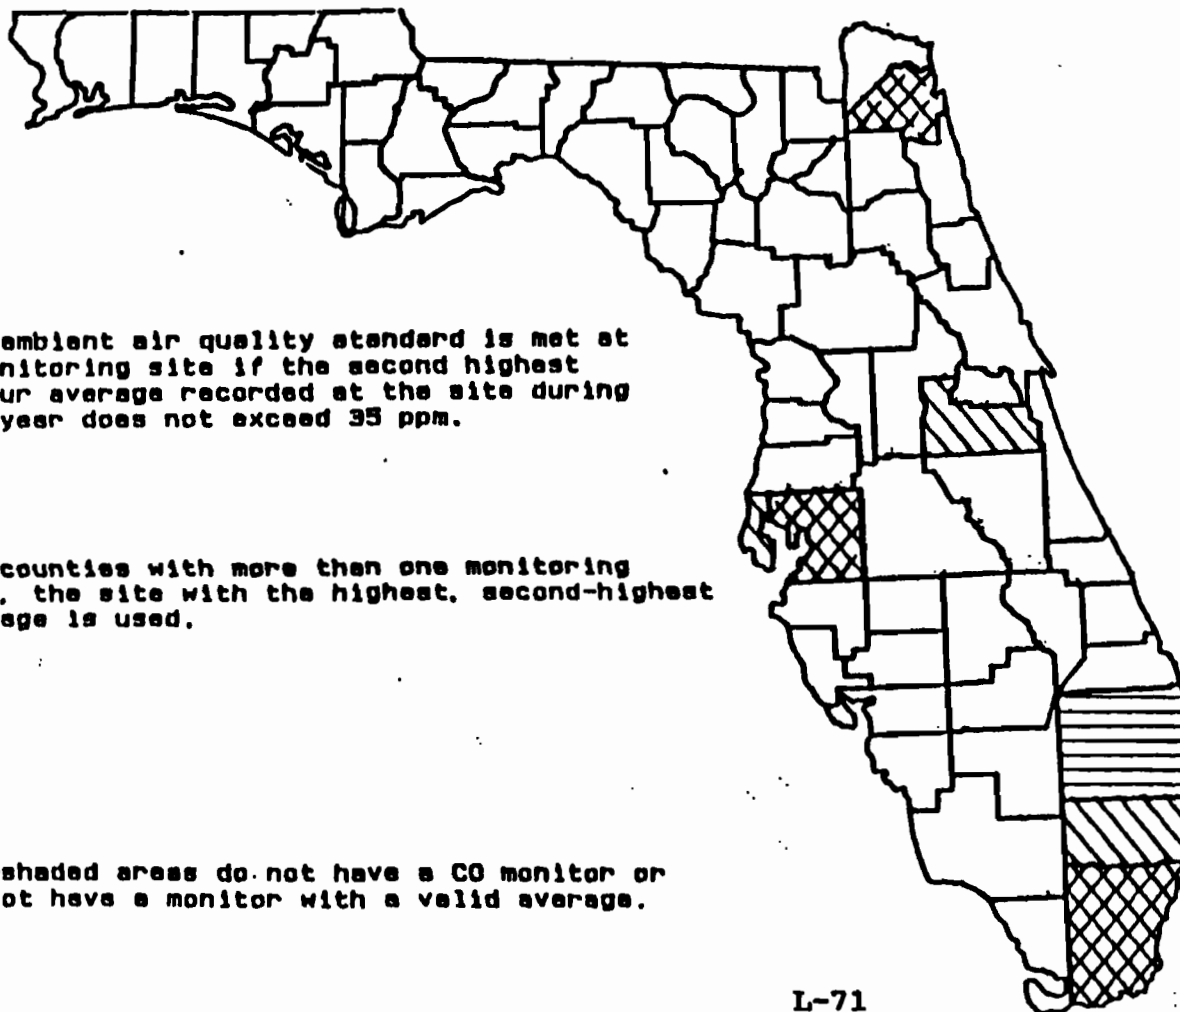 ambient air quality standard is met at
nitoring site if the second highest
ur average recorded at the site during
year does not exceed 35 ppm.
counties with more than one monitoring
. the site with the highest, second-highest
age is used.
shaded areas do not have a CO monitor or
ot have a monitor with a valid average.
L-71